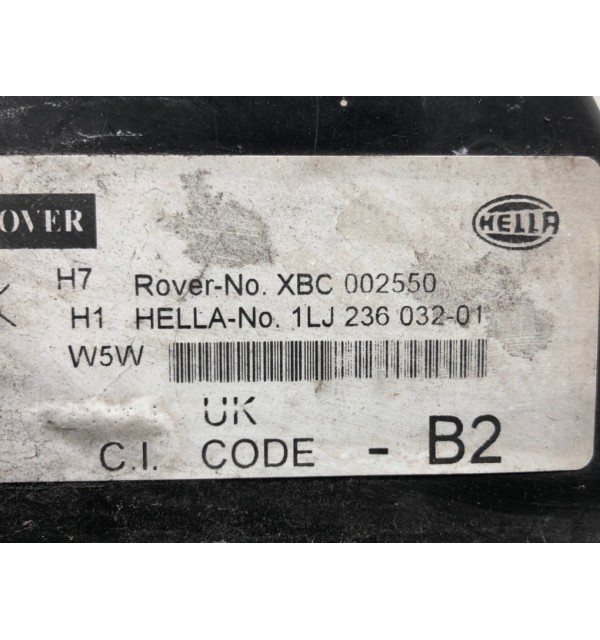 OVER
HELLA
H7 Rover-No. XBC 002550
H1 HELLA-No. 1LJ 236 032-01
W5W
UK
C.I. CODE - B2